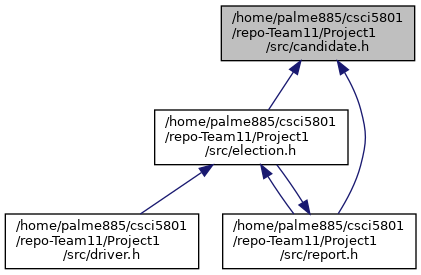 /home/palme885/csci5801
/repo-Team11/Project1
/src/candidate.h
/home/palme885/csci5801
/repo-Team11/Project1
/src/election.h
/home/palme885/csci5801
/repo-Team11/Project1
/src/driver.h
/home/palme885/csci5801
/repo-Team11/Project1
/src/report.h